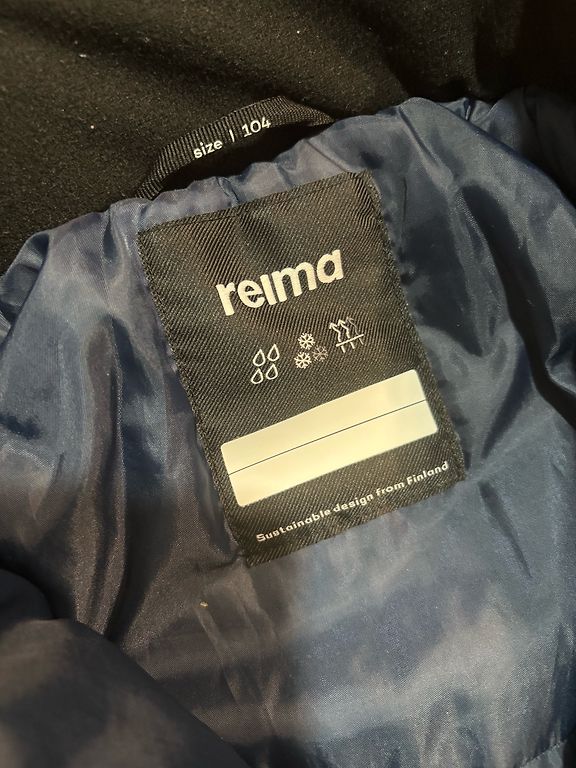 size | 104
reima
Sustainable design from Finland